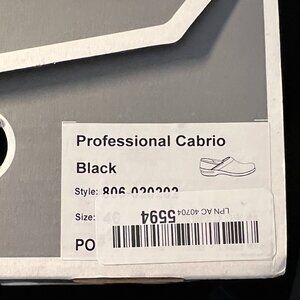 Professional Cabrio
Black
Style: 806-020202
Size:
PO
5594
LPN AC 40704